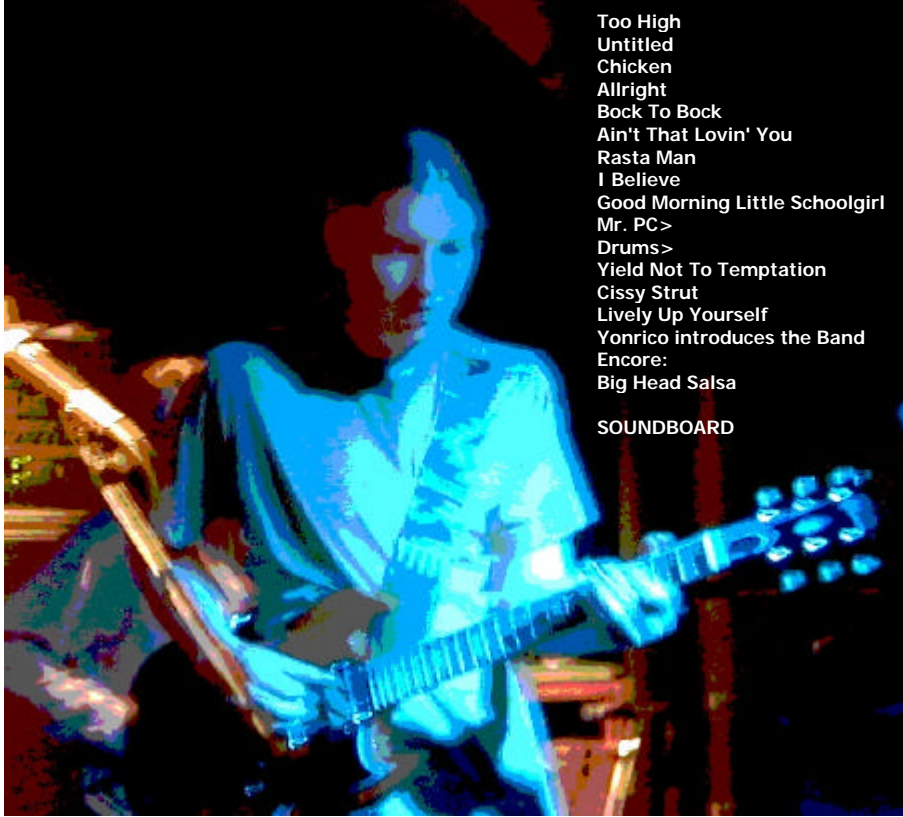 Too High
Untitled
Chicken
Allright
Bock To Bock
Ain't That Lovin' You
Rasta Man
I Believe
Good Morning Little Schoolgirl
Mr. PC>
Drums>
Yield Not To Temptation
Cissy Strut
Lively Up Yourself
Yonrico introduces the Band
Encore:
Big Head Salsa
SOUNDBOARD